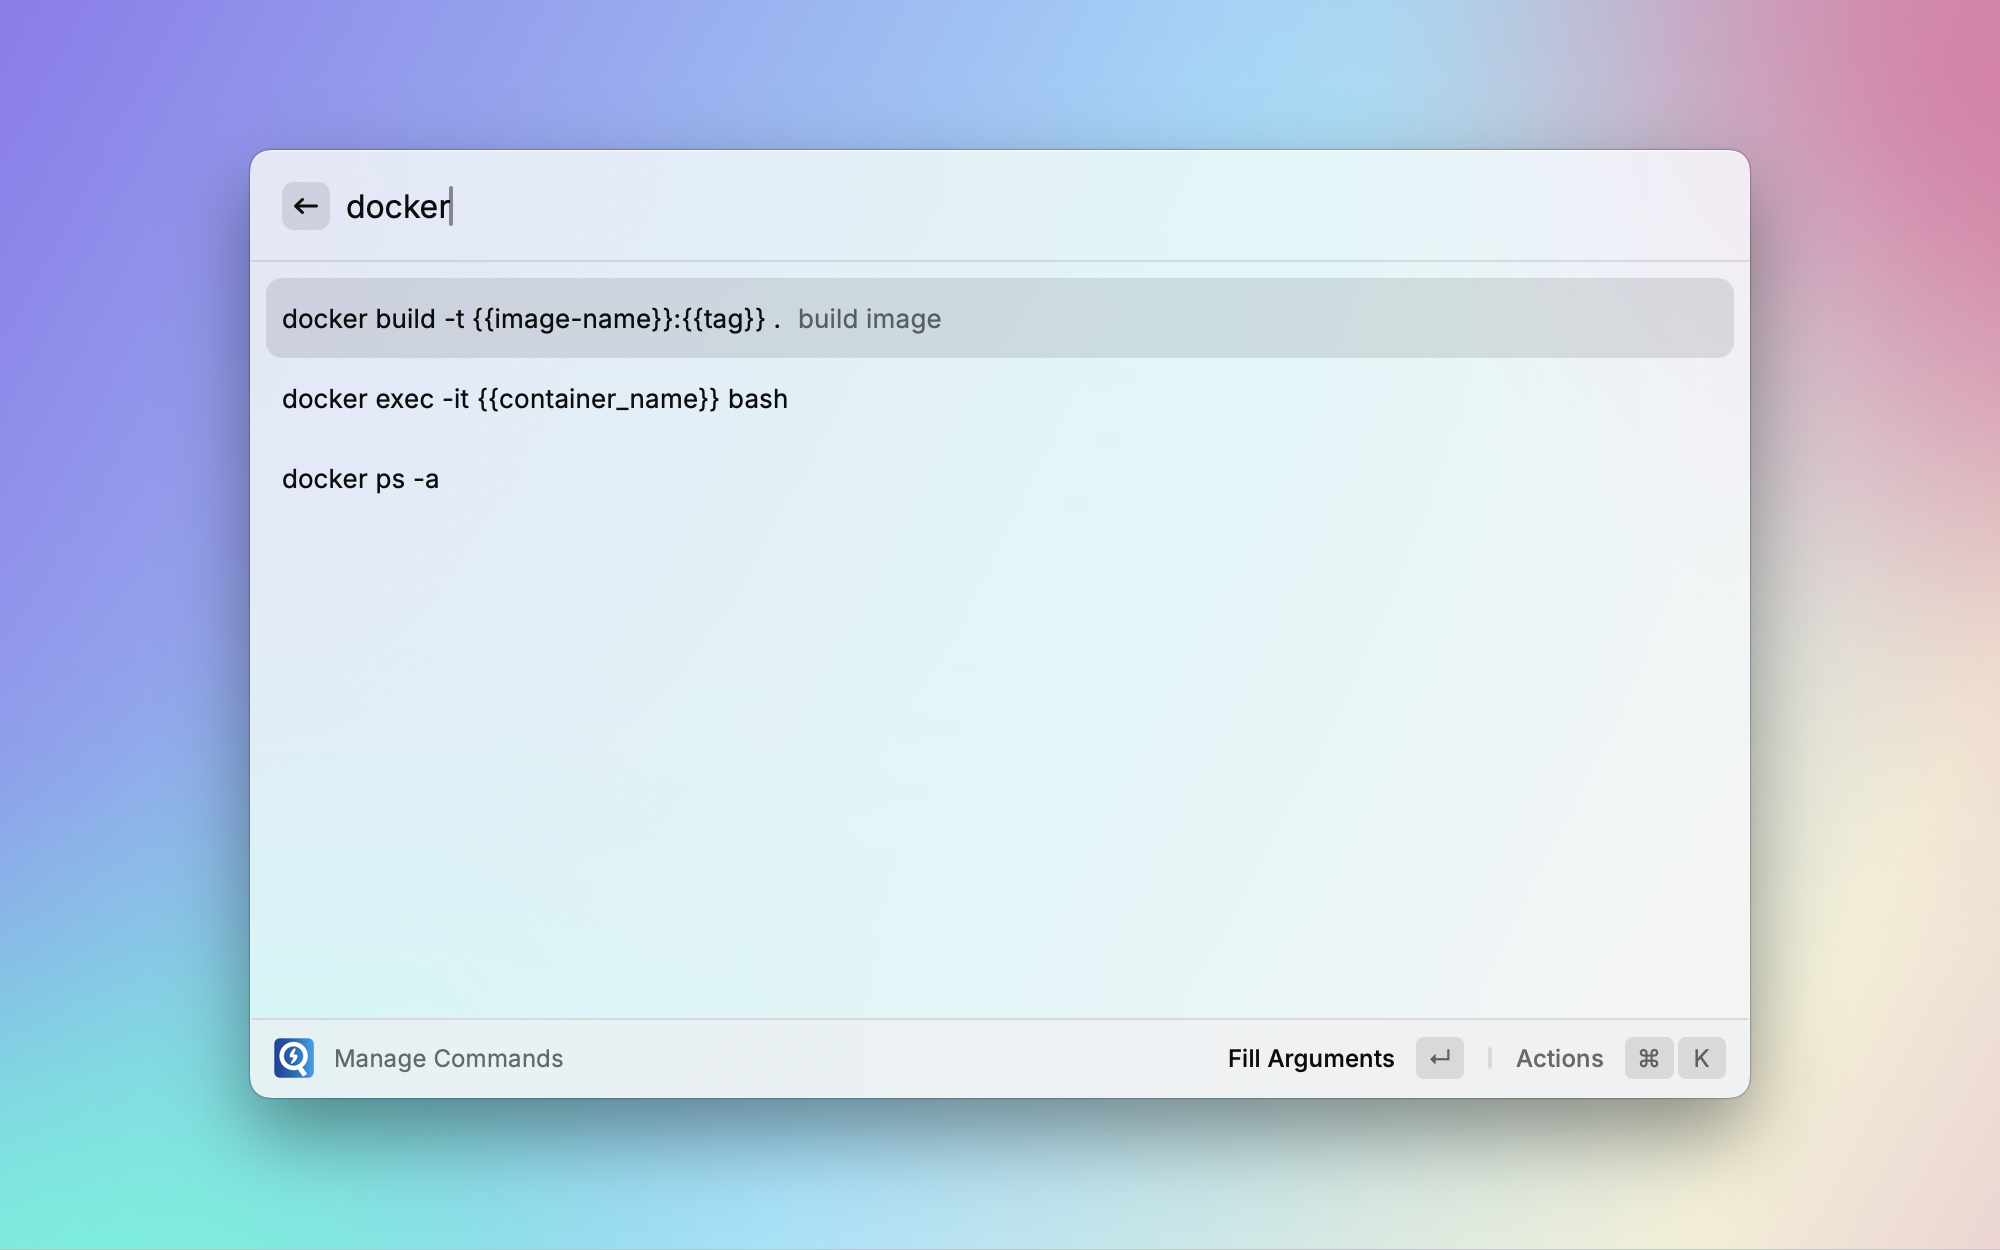 docker
docker build -t {{image-name}}:{{tag}} . build image
docker exec -it {{container_name}} bash
docker ps -a
Manage Commands Fill Arguments ↵ Actions ⌘ K